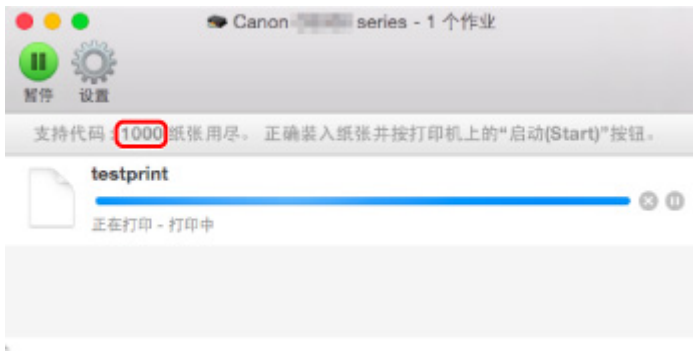 Canon series - 1 个作业
暂停 设置
支持代码：1000 纸张用尽。 正确装入纸张并按打印机上的“启动(Start)”按钮。
testprint
正在打印 - 打印中